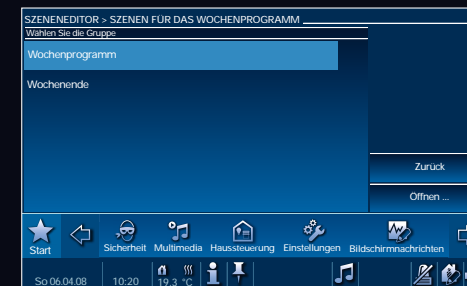 SZENENEDITOR > SZENEN FÜR DAS WOCHENPROGRAMM
Wählen Sie die Gruppe
Wochenprogramm
Wochenende
Zurück
Öffnen ...
Start
Sicherheit
Multimedia
Haussteuerung
Einstellungen
Bildschirmnachrichten
So 06.04.08
10:20
19.3 °C